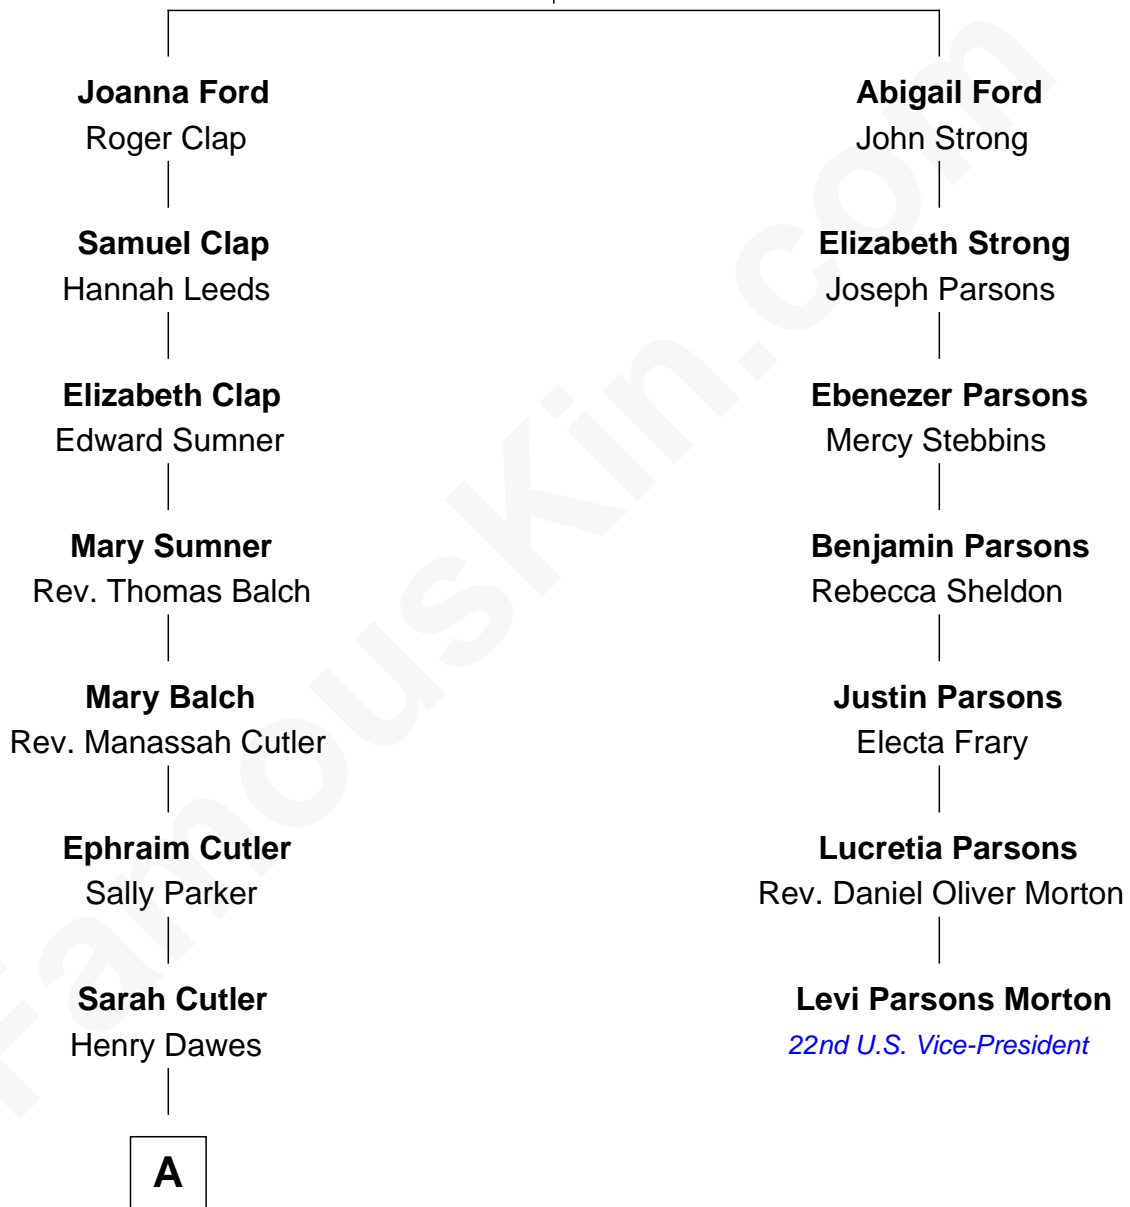 Joanna Ford
Roger Clap
Samuel Clap
Hannah Leeds
Elizabeth Clap
Edward Sumner
Mary Sumner
Rev. Thomas Balch
Mary Balch
Rev. Manassah Cutler
Ephraim Cutler
Sally Parker
Sarah Cutler
Henry Dawes
A
Abigail Ford
John Strong
Elizabeth Strong
Joseph Parsons
Ebenezer Parsons
Mercy Stebbins
Benjamin Parsons
Rebecca Sheldon
Justin Parsons
Electa Frary
Lucretia Parsons
Rev. Daniel Oliver Morton
Levi Parsons Morton
22nd U.S. Vice-President
FamousKin.com